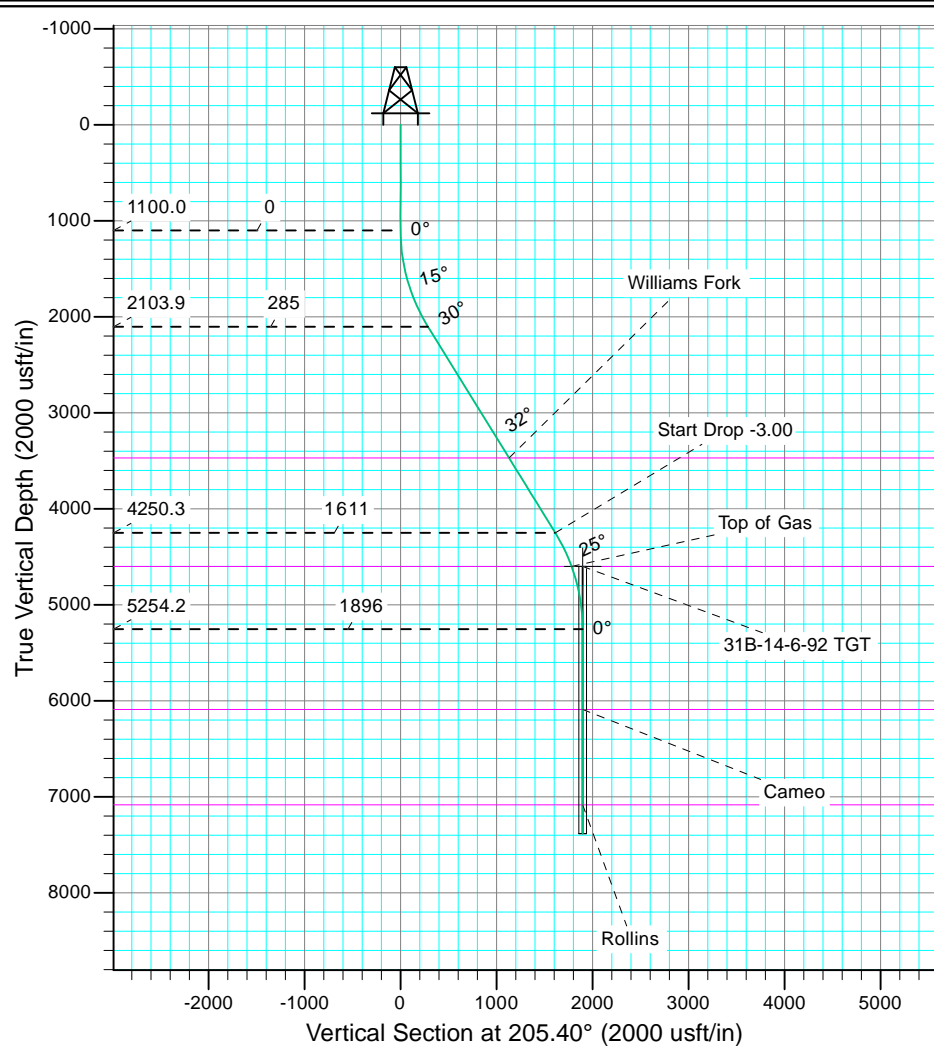 -1000
0
1000
2000
3000
4000
5000
6000
7000
8000
True Vertical Depth (2000 usft/in)
1100.0 0
0°
15°
2103.9 285
30°
Williams Fork
32°
Start Drop -3.00
4250.3 1611
Top of Gas
25°
5254.2 1896
0°
31B-14-6-92 TGT
Cameo
Rollins
-2000 -1000 0 1000 2000 3000 4000 5000
Vertical Section at 205.40° (2000 usft/in)